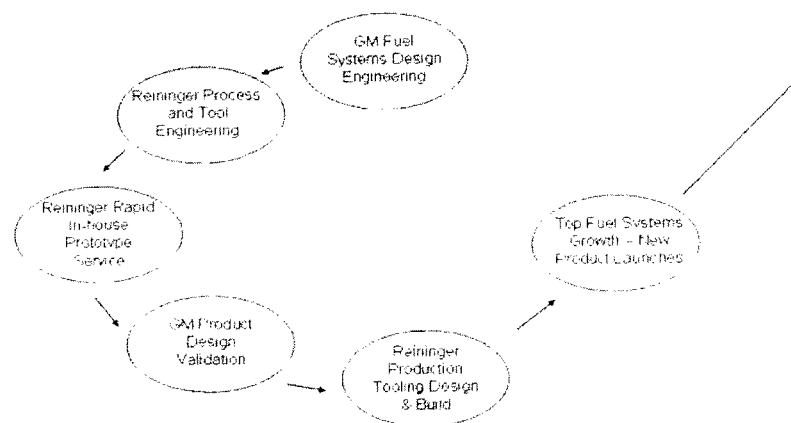 GM Fuel
Systems Design
Engineering
Reininger Process
and Tool
Engineering
Reininger Rapid
In-house
Prototype
Service
GM Product
Design
Validation
Reininger
Production
Tooling Design
& Build
Top Fuel Systems
Growth – New
Product Launches